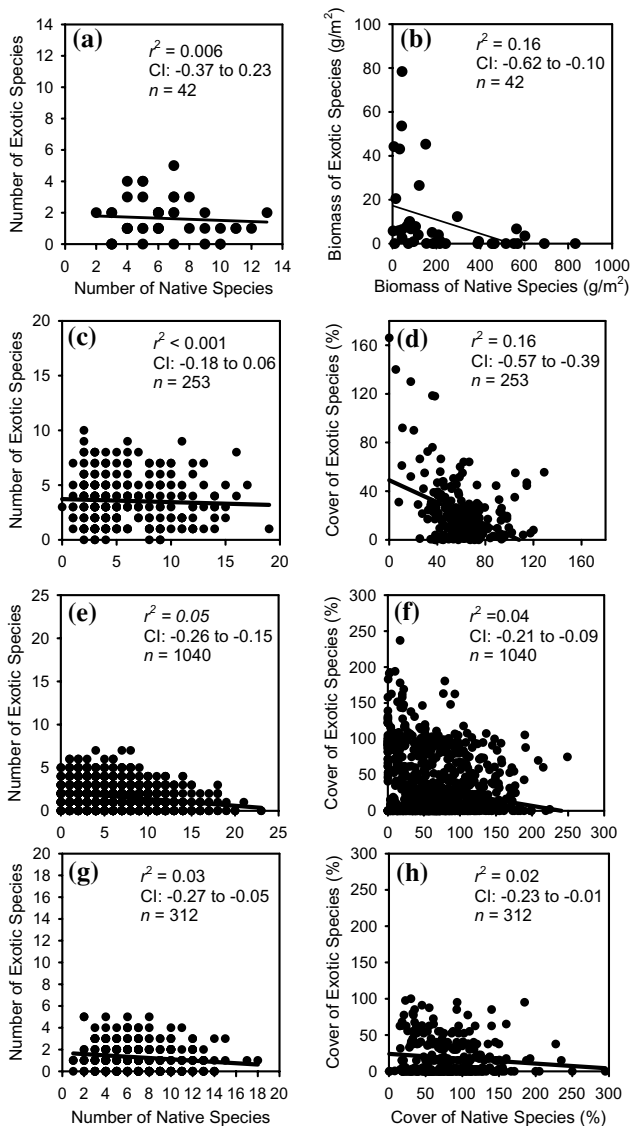 (a)
r² = 0.006
CI: -0.37 to 0.23
n = 42
Number of Exotic Species
14
12
10
8
6
4
2
0
0 2 4 6 8 10 12 14
Number of Native Species
(b)
r² = 0.16
CI: -0.62 to -0.10
n = 42
Biomass of Exotic Species (g/m²)
100
80
60
40
20
0
0 200 400 600 800 1000
Biomass of Native Species (g/m²)
(c)
r² < 0.001
CI: -0.18 to 0.06
n = 253
Number of Exotic Species
20
15
10
5
0
0 5 10 15 20
(d)
r² = 0.16
CI: -0.57 to -0.39
n = 253
Cover of Exotic Species (%)
160
120
80
40
0
0 40 80 120 160
(e)
r² = 0.05
CI: -0.26 to -0.15
n = 1040
Number of Exotic Species
25
20
15
10
5
0
0 5 10 15 20 25
(f)
r² =0.04
CI: -0.21 to -0.09
n = 1040
Cover of Exotic Species (%)
300
250
200
150
100
50
0
0 50 100 150 200 250 300
(g)
r² = 0.03
CI: -0.27 to -0.05
n = 312
Number of Exotic Species
20
18
16
14
12
10
8
6
4
2
0
0 2 4 6 8 10 12 14 16 18 20
Number of Native Species
(h)
r² = 0.02
CI: -0.23 to -0.01
n = 312
Cover of Exotic Species (%)
300
250
200
150
100
50
0
0 50 100 150 200 250 300
Cover of Native Species (%)